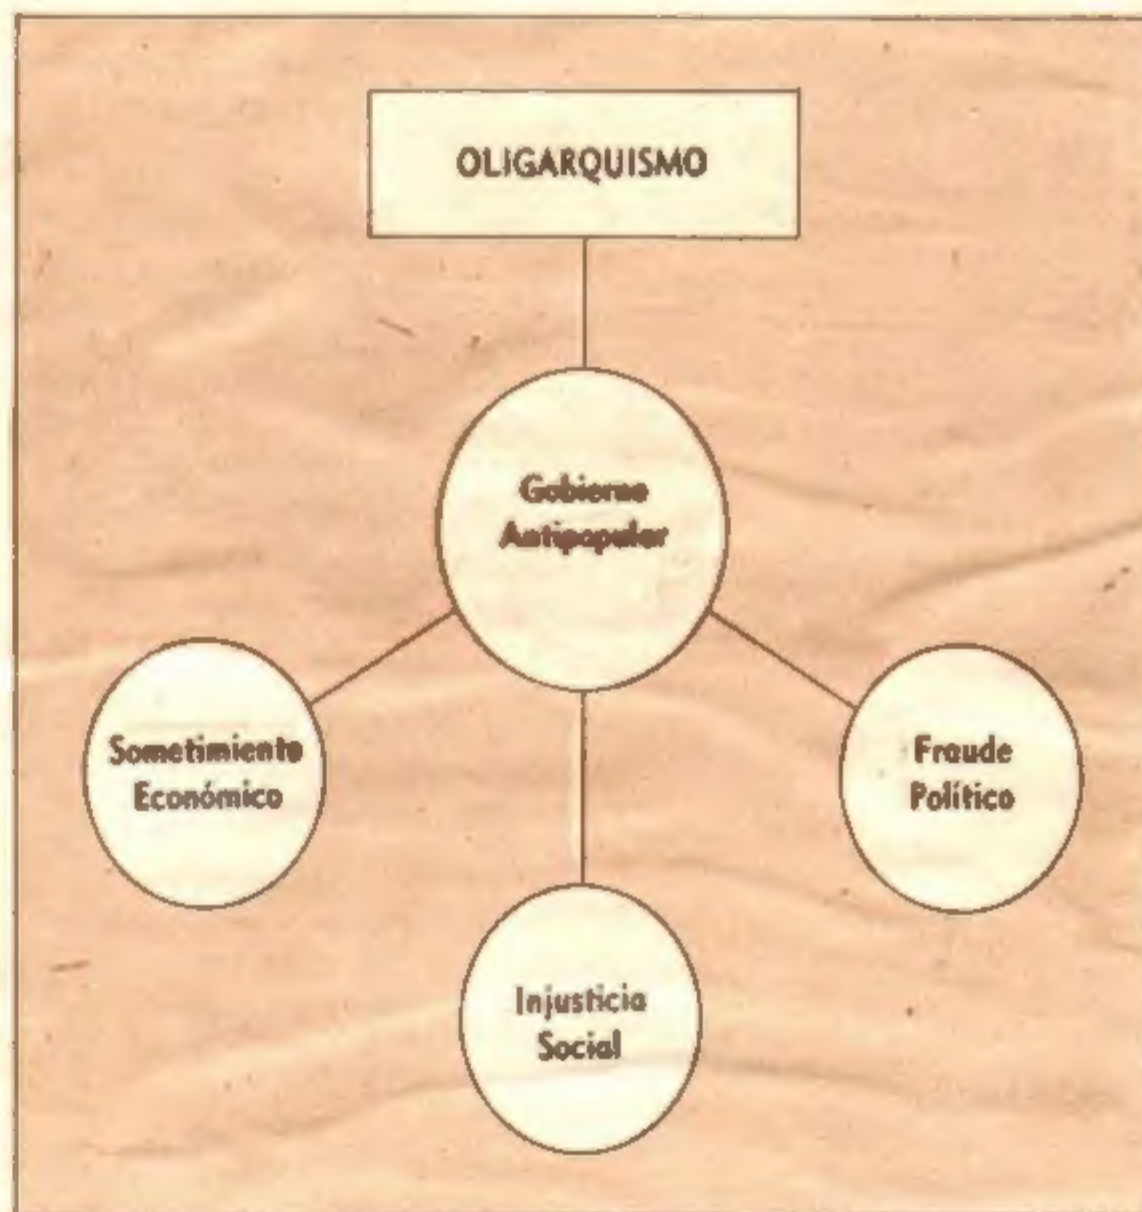 OLIGARQUISMO
Gobierno
Antipopular
Sometimiento
Económico
Fraude
Político
Injusticia
Social